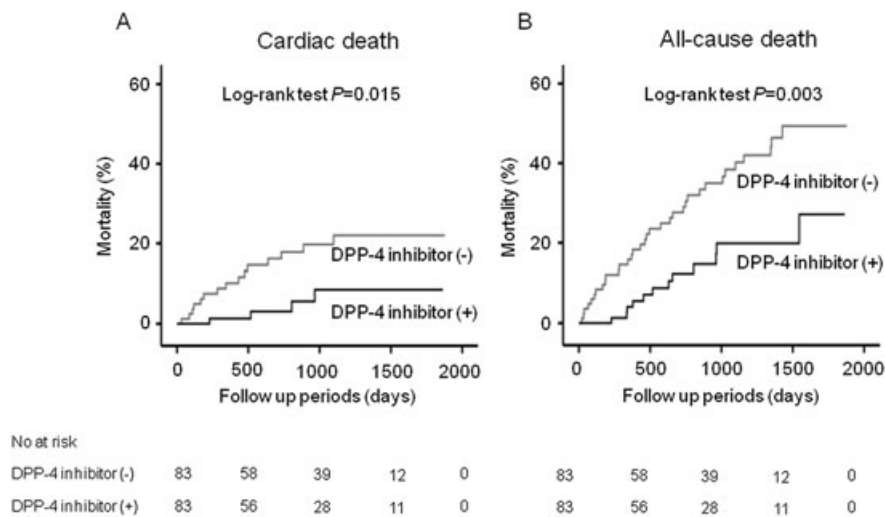 A
Cardiac death
60
40
20
0
Mortality (%)
Log-rank test P=0.015
DPP-4 inhibitor (-)
DPP-4 inhibitor (+)
0 500 1000 1500 2000
Follow up periods (days)
B
All-cause death
60
40
20
0
Mortality (%)
Log-rank test P=0.003
DPP-4 inhibitor (-)
DPP-4 inhibitor (+)
0 500 1000 1500 2000
Follow up periods (days)
No at risk
DPP-4 inhibitor (-) 83 58 39 12 0 83 58 39 12 0
DPP-4 inhibitor (+) 83 56 28 11 0 83 56 28 11 0